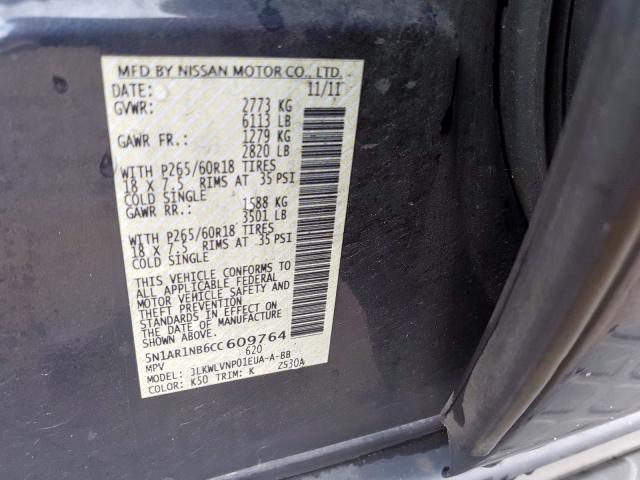 MFD BY NISSAN MOTOR CO., LTD.
DATE: 11/11
GVWR: 2773 KG
6113 LB
GAWR FR.: 1279 KG
2820 LB
WITH P265/60R18 TIRES
18 X 7.5 RIMS AT 35 PSI
COLD SINGLE
GAWR RR.: 1588 KG
3501 LB
WITH P265/60R18 TIRES
18 X 7.5 RIMS AT 35 PSI
COLD SINGLE
THIS VEHICLE CONFORMS TO
ALL APPLICABLE FEDERAL
MOTOR VEHICLE SAFETY AND
THEFT PREVENTION
STANDARDS IN EFFECT ON
THE DATE OF MANUFACTURE
SHOWN ABOVE.
5N1AR1NB6CC609764
MPV 620
MODEL: JLKWLVNP01EUA-A-BB
COLOR: K50 TRIM: K ZS30A